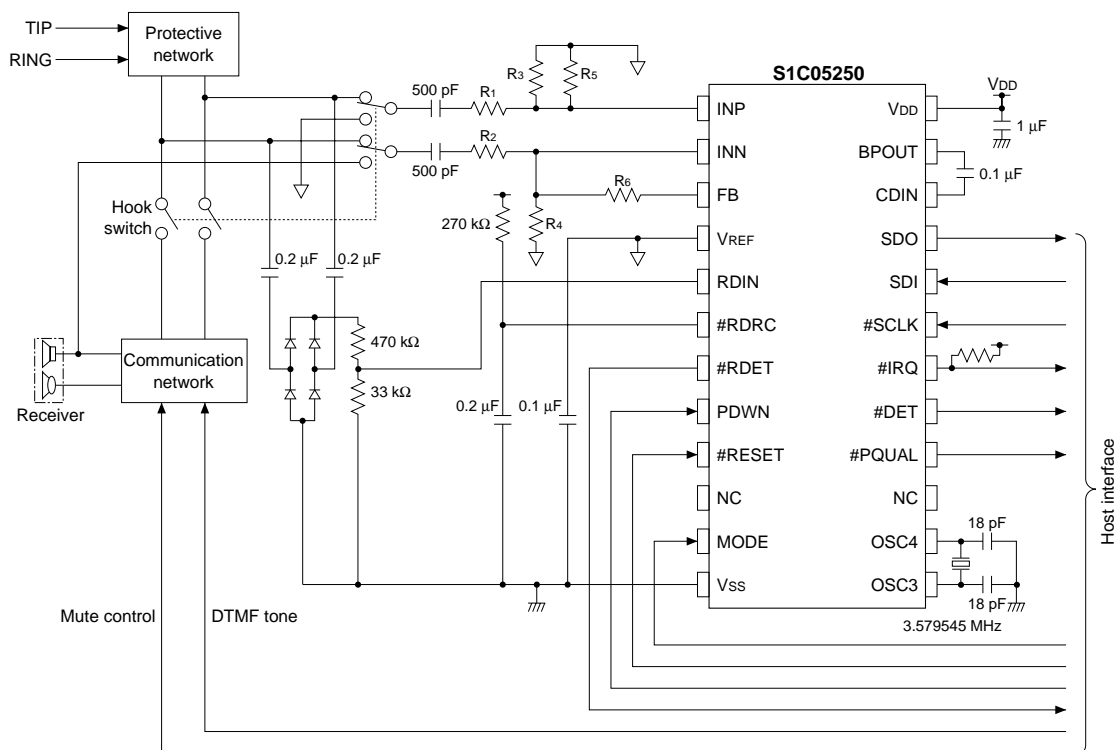 TIP
RING
Protective
network
500 pF
R1
R3
R5
S1C05250
VDD
1 µF
INP
VDD
R2
500 pF
INN
BPOUT
0.1 µF
R6
FB
CDIN
Hook
switch
270 kΩ
R4
VREF
SDO
0.2 µF
0.2 µF
RDIN
SDI
470 kΩ
#RDRC
#SCLK
Communication
network
Receiver
33 kΩ
#RDET
#IRQ
0.2 µF
0.1 µF
PDWN
#DET
#RESET
#PQUAL
NC
NC
18 pF
MODE
OSC4
VSS
OSC3
18 pF
3.579545 MHz
Mute control
DTMF tone
Host interface